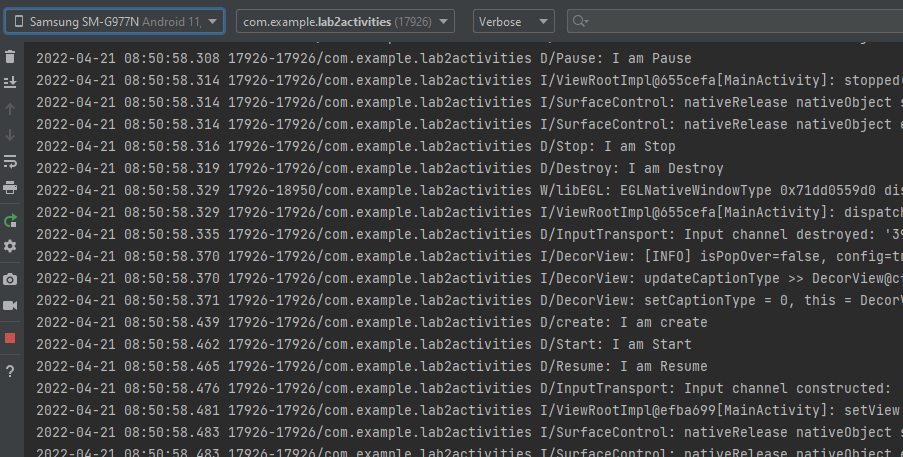 Samsung SM-G977N Android 11, com.example.lab2activities (17926) Verbose
2022-04-21 08:50:58.308 17926-17926/com.example.lab2activities D/Pause: I am Pause
2022-04-21 08:50:58.314 17926-17926/com.example.lab2activities I/ViewRootImpl@655cefa[MainActivity]: stopped(
2022-04-21 08:50:58.314 17926-17926/com.example.lab2activities I/SurfaceControl: nativeRelease nativeObject s
2022-04-21 08:50:58.314 17926-17926/com.example.lab2activities I/SurfaceControl: nativeRelease nativeObject e
2022-04-21 08:50:58.316 17926-17926/com.example.lab2activities D/Stop: I am Stop
2022-04-21 08:50:58.319 17926-17926/com.example.lab2activities D/Destroy: I am Destroy
2022-04-21 08:50:58.329 17926-18950/com.example.lab2activities W/libEGL: EGLNativeWindowType 0x71dd0559d0 dis
2022-04-21 08:50:58.329 17926-17926/com.example.lab2activities I/ViewRootImpl@655cefa[MainActivity]: dispatch
2022-04-21 08:50:58.335 17926-17926/com.example.lab2activities D/InputTransport: Input channel destroyed: '39
2022-04-21 08:50:58.370 17926-17926/com.example.lab2activities I/DecorView: [INFO] isPopOver=false, config=tr
2022-04-21 08:50:58.370 17926-17926/com.example.lab2activities I/DecorView: updateCaptionType >> DecorView@cf
2022-04-21 08:50:58.371 17926-17926/com.example.lab2activities D/DecorView: setCaptionType = 0, this = DecorV
2022-04-21 08:50:58.439 17926-17926/com.example.lab2activities D/create: I am create
2022-04-21 08:50:58.462 17926-17926/com.example.lab2activities D/Start: I am Start
2022-04-21 08:50:58.465 17926-17926/com.example.lab2activities D/Resume: I am Resume
2022-04-21 08:50:58.476 17926-17926/com.example.lab2activities D/InputTransport: Input channel constructed:
2022-04-21 08:50:58.481 17926-17926/com.example.lab2activities I/ViewRootImpl@efba699[MainActivity]: setView
2022-04-21 08:50:58.483 17926-17926/com.example.lab2activities I/SurfaceControl: nativeRelease nativeObject s
2022-04-21 08:50:58.483 17926-17926/com.example.lab2activities I/SurfaceControl: nativeRelease nativeObject e